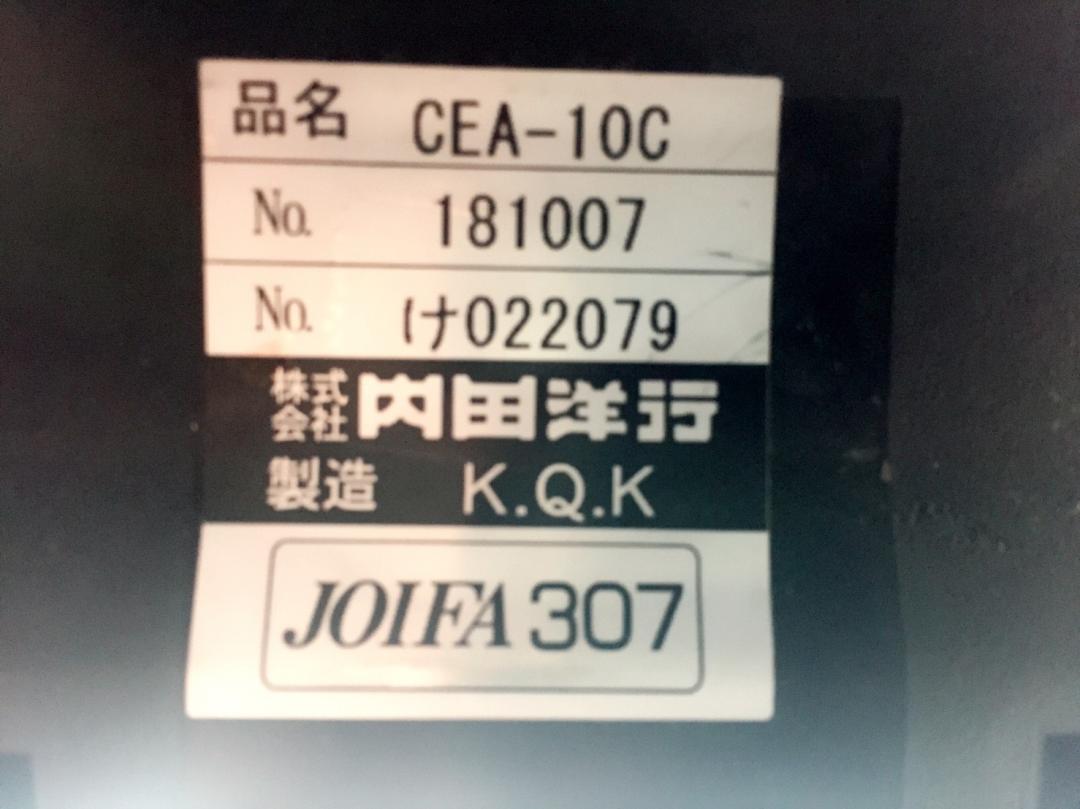 品名 CEA-10C
No. 181007
No. け022079
株式会社 内田洋行
製造 K.Q.K
JOIFA 307